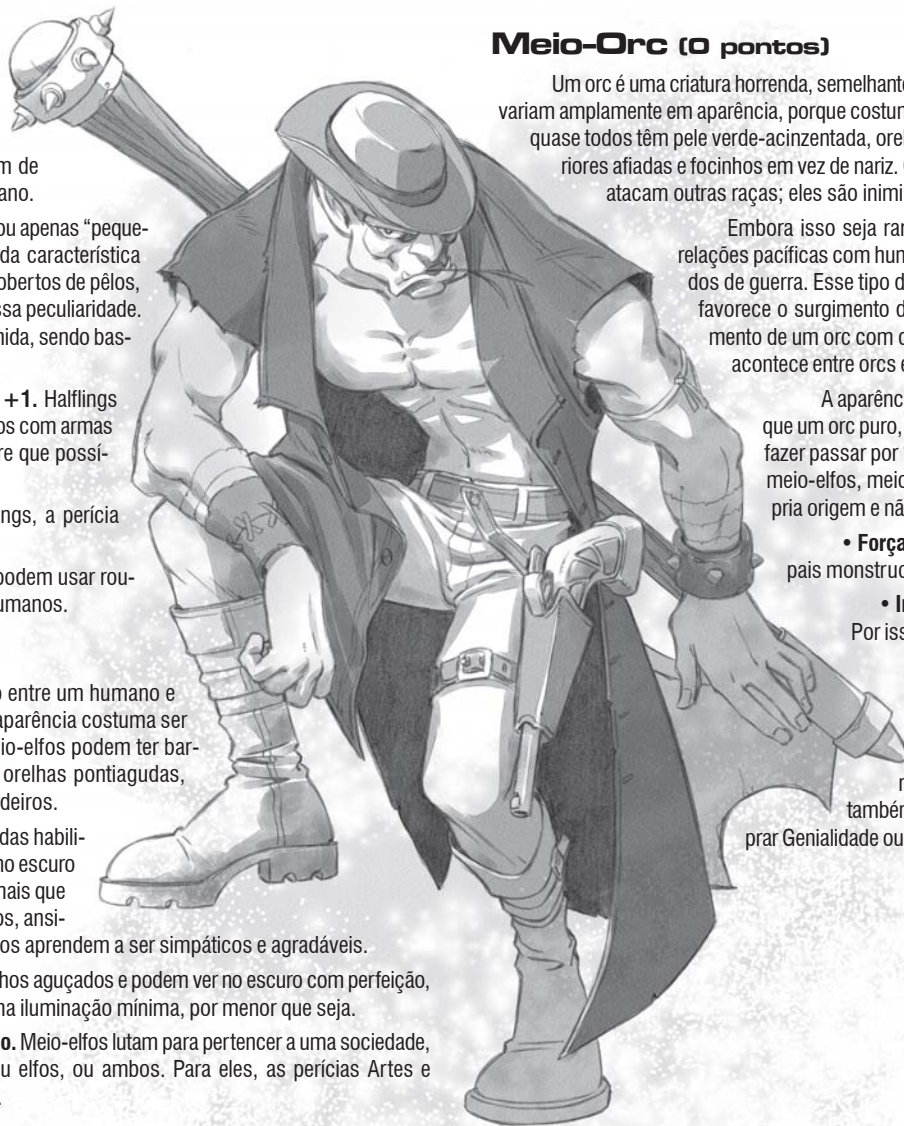 m de
ano.
ou apenas “peque-
da característica
obertos de pêlos,
ssa peculiaridade.
nida, sendo bas-
+1. Halflings
os com armas
re que possí-
ngs, a perícia
podem usar rou-
umanos.
o entre um humano e
aparência costuma ser
eio-elfos podem ter bar-
orelhas pontiagudas,
deiros.
das habili-
no escuro
nais que
os, ansi-
os aprendem a ser simpáticos e agradáveis.
hos aguçados e podem ver no escuro com perfeição,
na iluminação mínima, por menor que seja.
o. Meio-elfos lutam para pertencer a uma sociedade,
u elfos, ou ambos. Para eles, as perícias Artes e
Meio-Orc (0 pontos)
Um orc é uma criatura horrenda, semelhante
variam amplamente em aparência, porque costum
quase todos têm pele verde-acinzentada, orel
riores afiadas e focinhos em vez de nariz.
atacam outras raças; eles são inimi
Embora isso seja rar
relações pacíficas com hum
dos de guerra. Esse tipo d
favorece o surgimento d
mento de um orc com o
acontece entre orcs e
A aparênc
que um orc puro,
fazer passar por
meio-elfos, meio
pria origem e nã
• Força
pais monstruo
• In
Por iss
também
prar Genialidade ou